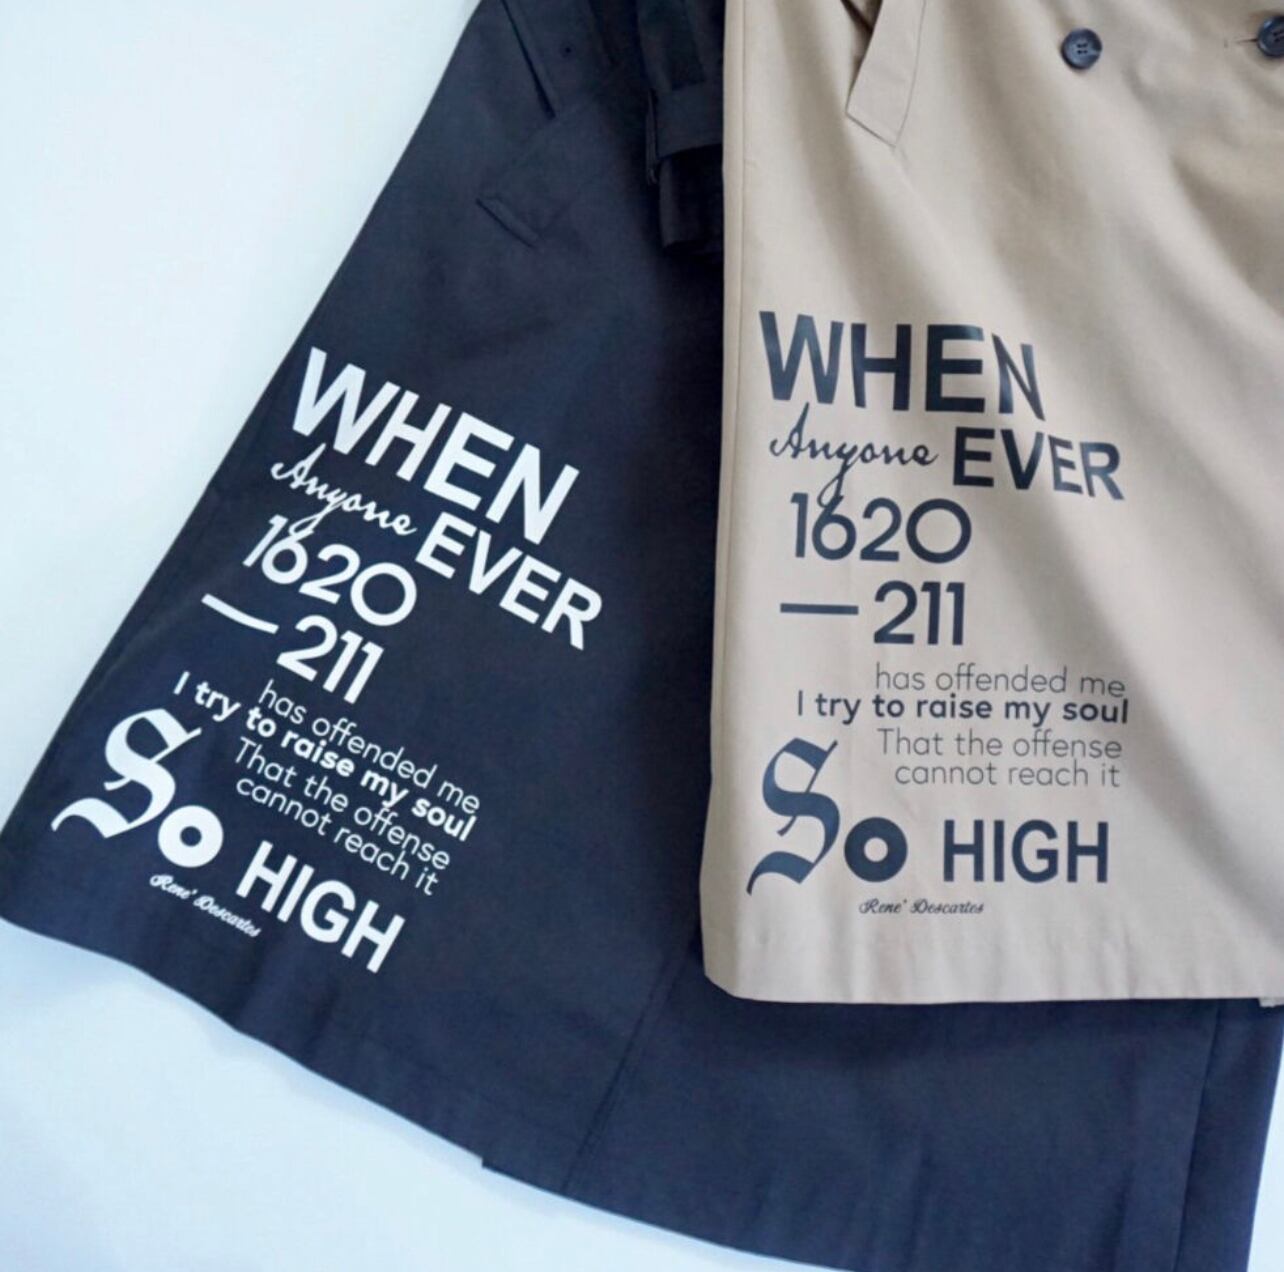 WHEN
Anyone EVER
1620
—211
has offended me
I try to raise my soul
That the offense
cannot reach it
So HIGH
Rene' Descartes
WHEN
Anyone EVER
1620
—211
has offended me
I try to raise my soul
That the offense
cannot reach it
So HIGH
Rene' Descartes